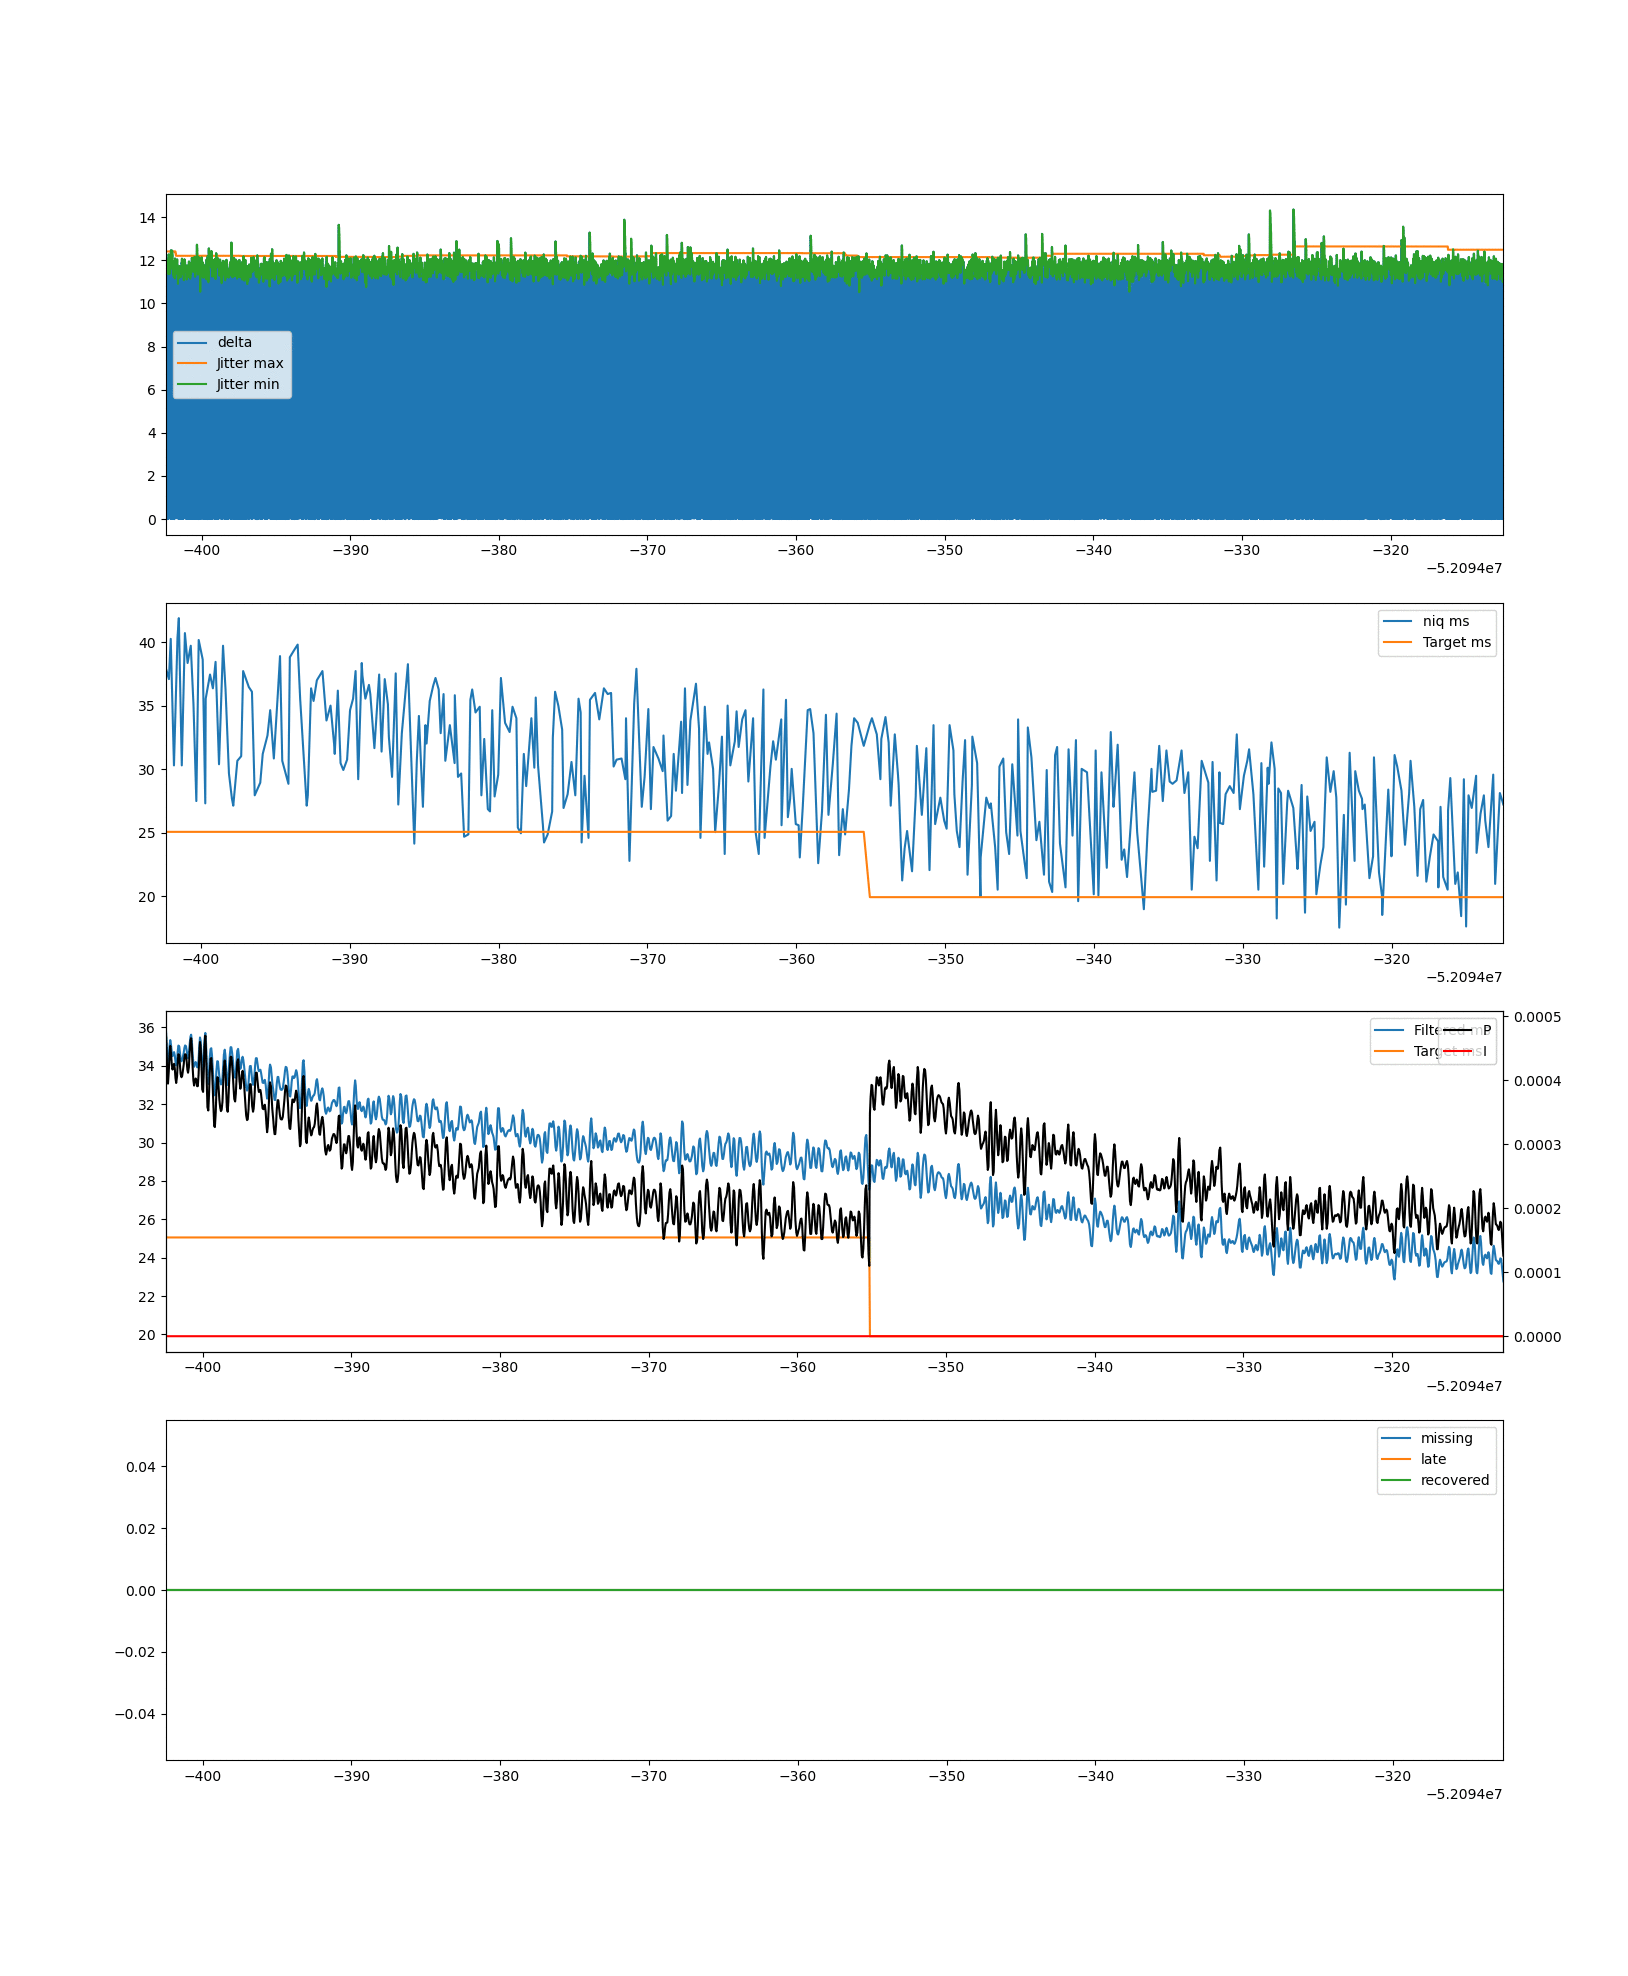 14
12
10
8
6
4
2
0
delta
Jitter max
Jitter min
−400 −390 −380 −370 −360 −350 −340 −330 −320
−5.2094e7
40
35
30
25
20
niq ms
Target ms
−400 −390 −380 −370 −360 −350 −340 −330 −320
−5.2094e7
36
34
32
30
28
26
24
22
20
Filtered ms
Target ms
P
I
0.0005
0.0004
0.0003
0.0002
0.0001
0.0000
−400 −390 −380 −370 −360 −350 −340 −330 −320
−5.2094e7
0.04
0.02
0.00
−0.02
−0.04
missing
late
recovered
−400 −390 −380 −370 −360 −350 −340 −330 −320
−5.2094e7